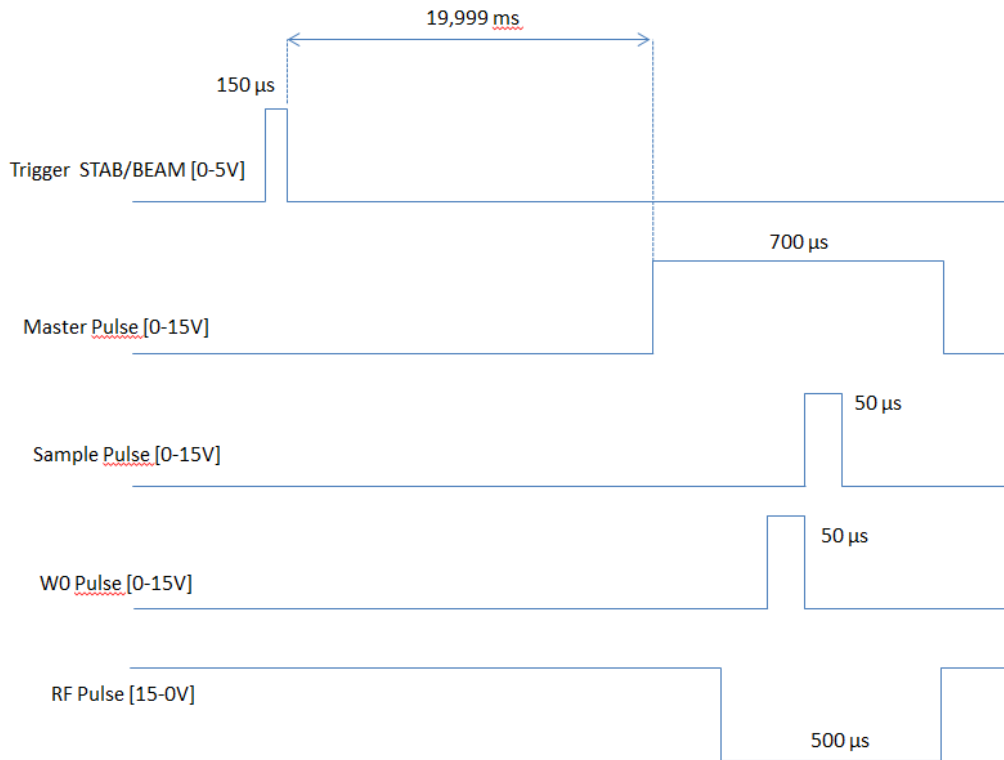 19,999 ms
150 µs
Trigger  STAB/BEAM [0-5V]
700 µs
Master Pulse [0-15V]
50 µs
Sample Pulse [0-15V]
50 µs
W0 Pulse [0-15V]
RF Pulse [15-0V]
500 µs